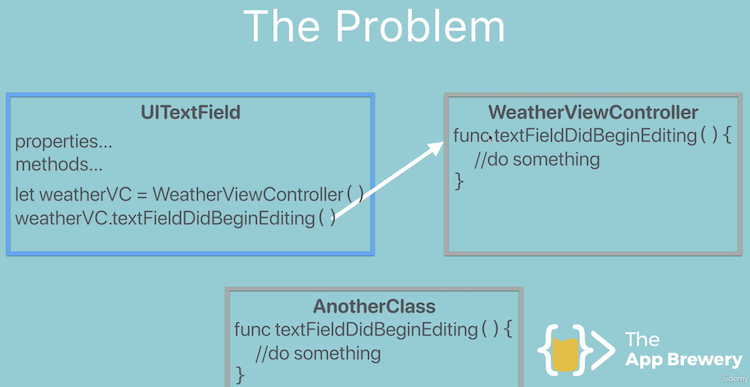 The Problem
UITextField
properties...
methods...
let weatherVC = WeatherViewController()
weatherVC.textFieldDidBeginEditing()
WeatherViewController
func textFieldDidBeginEditing(){
//do something
}
AnotherClass
func textFieldDidBeginEditing(){
//do something
}
The
App Brewery
udemy